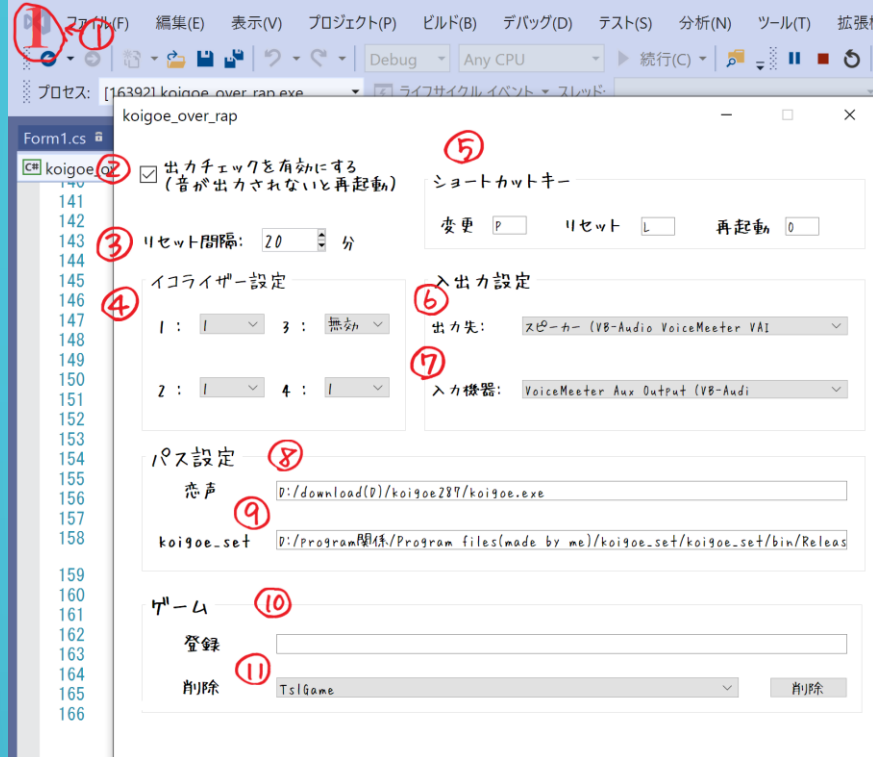 ファイル(F) 編集(E) 表示(V) プロジェクト(P) ビルド(B) デバッグ(D) テスト(S) 分析(N) ツール(T) 拡張
1 ①
Debug Any CPU 続行(C)
プロセス: [16392] koigoe_over_rap.exe ライフサイクル イベント スレッド:
koigoe_over_rap
Form1.cs
C# koigoe_o
140
141
142
143
144
145
146
147
148
149
150
151
152
153
154
155
156
157
158
159
160
161
162
163
164
165
166
② 出力チェックを有効にする
(音が出力されないと再起動)
③ リセット間隔: 20 分
④ イコライザー設定
1 : 1 3 : 無効
2 : 1 4 : 1
⑤
ショートカットキー
変更 P リセット L 再起動 O
入出力設定
⑥
出力先: スピーカー (VB-Audio VoiceMeeter VAI
⑦
入力機器: VoiceMeeter Aux Output (VB-Audi
パス設定 ⑧
恋声 D:/download(D)/koigoe287/koigoe.exe
⑨
koigoe_set D:/program関係/Program files(made by me)/koigoe_set/koigoe_set/bin/Releas
ゲーム ⑩
登録
⑪
削除 TslGame 削除